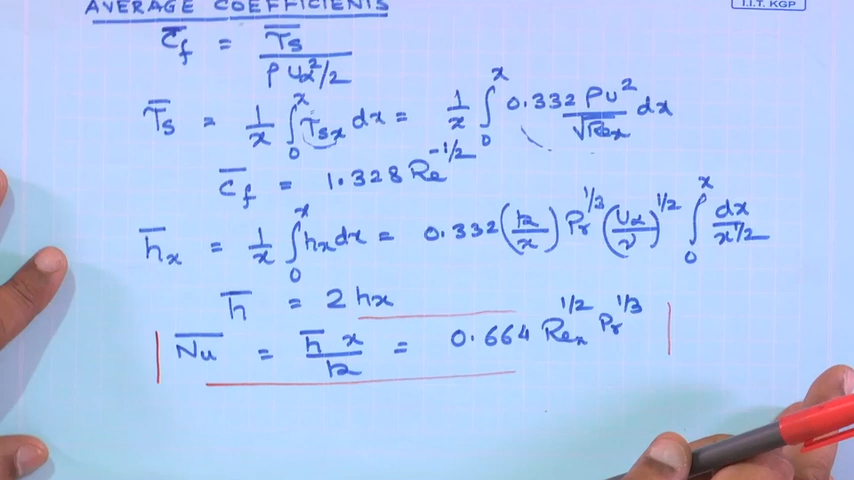 AVERAGE COEFFICIENTS
I.I.T. KGP
C̅f = τ̅s / (ρ U∝²/2)
τ̅s = 1/x ∫₀ˣ τsx dx = 1/x ∫₀ˣ 0.332 ρU²/√Rex dx
C̅f = 1.328 Re^-1/2
h̅x = 1/x ∫₀ˣ hx dx = 0.332 (k/x) Pr^1/3 (U∝/ν)^1/2 ∫₀ˣ dx/x^1/2
h̅ = 2 hx
N̅u̅ = h̅ x/k = 0.664 Rex^1/2 Pr^1/3